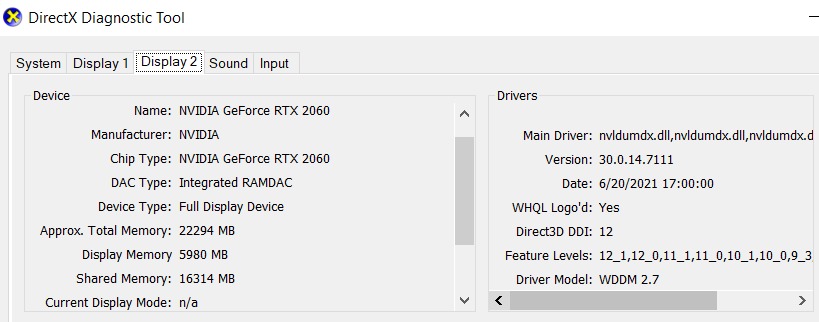 DirectX Diagnostic Tool
System Display 1 Display 2 Sound Input
Device
Name: NVIDIA GeForce RTX 2060
Manufacturer: NVIDIA
Chip Type: NVIDIA GeForce RTX 2060
DAC Type: Integrated RAMDAC
Device Type: Full Display Device
Approx. Total Memory: 22294 MB
Display Memory 5980 MB
Shared Memory: 16314 MB
Current Display Mode: n/a
Drivers
Main Driver: nvldumdx.dll,nvldumdx.dll,nvldumdx.d
Version: 30.0.14.7111
Date: 6/20/2021 17:00:00
WHQL Logo'd: Yes
Direct3D DDI: 12
Feature Levels: 12_1,12_0,11_1,11_0,10_1,10_0,9_3,
Driver Model: WDDM 2.7